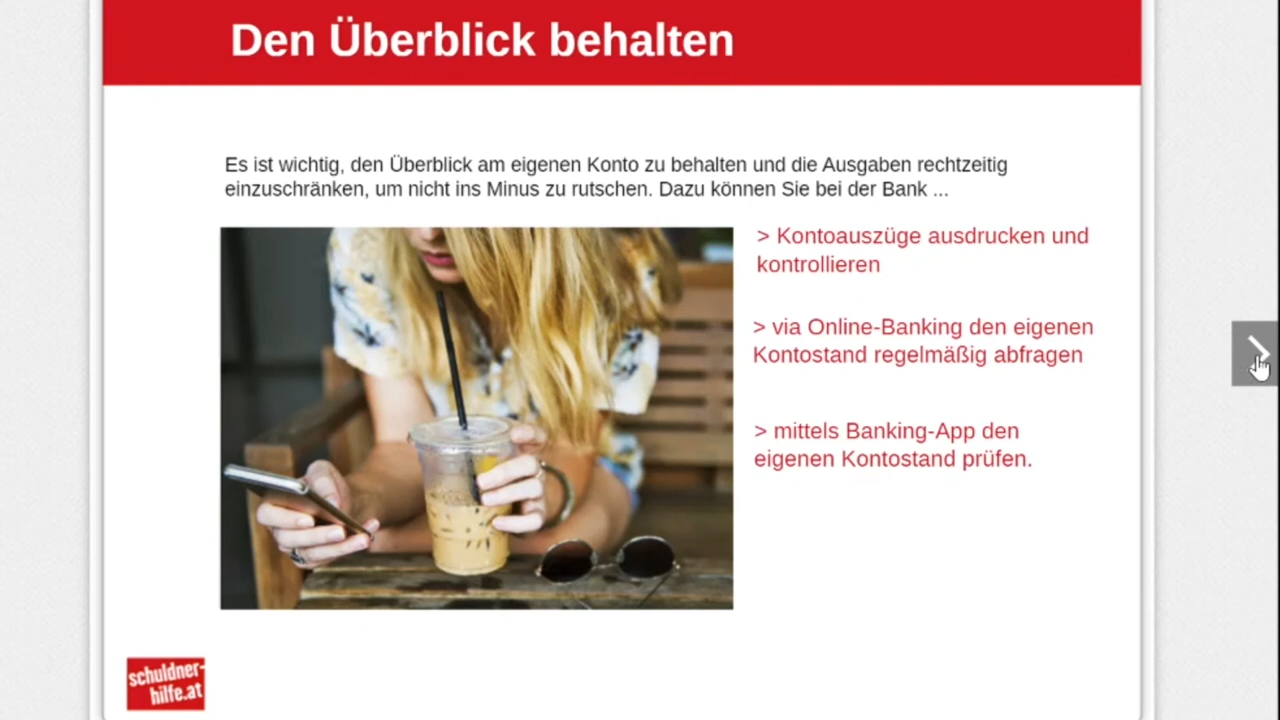 Den Überblick behalten
Es ist wichtig, den Überblick am eigenen Konto zu behalten und die Ausgaben rechtzeitig
einzuschränken, um nicht ins Minus zu rutschen. Dazu können Sie bei der Bank ...
> Kontoauszüge ausdrucken und
kontrollieren
> via Online-Banking den eigenen
Kontostand regelmäßig abfragen
> mittels Banking-App den
eigenen Kontostand prüfen.
schuldner-
hilfe.at